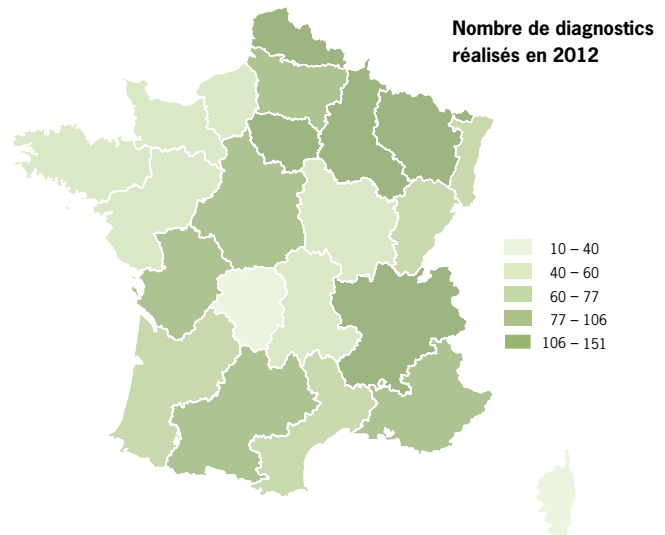 Nombre de diagnostics
réalisés en 2012
10 – 40
40 – 60
60 – 77
77 – 106
106 – 151